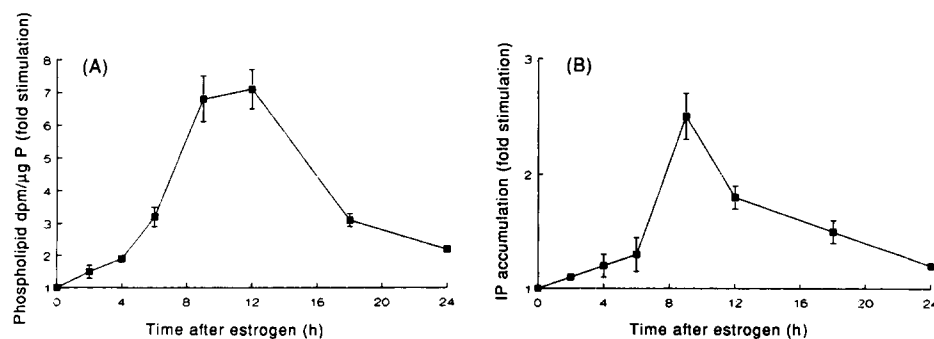 (A)
Phospholipid dpm/µg P (fold stimulation)
8
7
6
5
4
3
2
1
0 4 8 12 16 20 24
Time after estrogen (h)
(B)
IP accumulation (fold stimulation)
3
2
1
0 4 8 12 16 20 24
Time after estrogen (h)